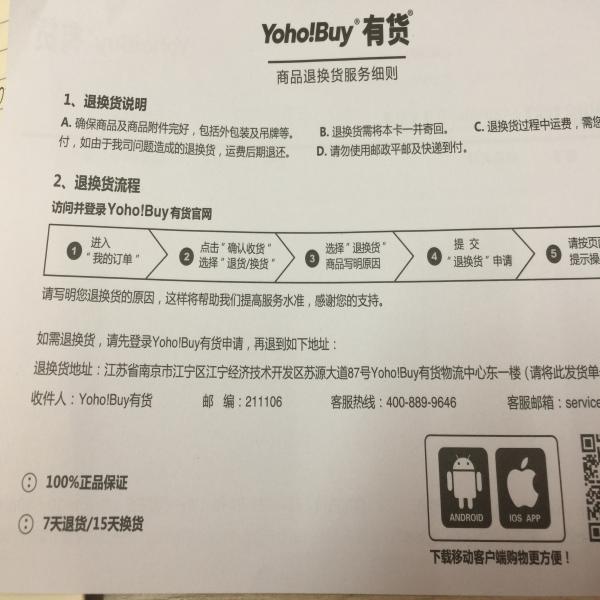 Yoho!Buy® 有货®
商品退换货服务细则
1、退换货说明
A. 确保商品及商品附件完好，包括外包装及吊牌等。 B. 退换货需将本卡一并寄回。 C. 退换货过程中运费，需您
付，如由于我司问题造成的退换货，运费后期退还。 D. 请勿使用邮政平邮及快递到付。
2、退换货流程
访问并登录Yoho!Buy有货官网
1 进入
“我的订单”
2 点击“确认收货”
选择“退货/换货”
3 选择“退换货”
商品写明原因
4 提 交
“退换货”申请
5 请按页
提示操
请写明您退换货的原因，这样将帮助我们提高服务水准，感谢您的支持。
如需退换货，请先登录Yoho!Buy有货申请，再退到如下地址：
退换货地址：江苏省南京市江宁区江宁经济技术开发区苏源大道87号Yoho!Buy有货物流中心东一楼（请将此发货单
收件人：Yoho!Buy有货 邮 编：211106 客服热线：400-889-9646 客服邮箱：service
100%正品保证
7天退货/15天换货
ANDROID
IOS APP
下载移动客户端购物更方便！